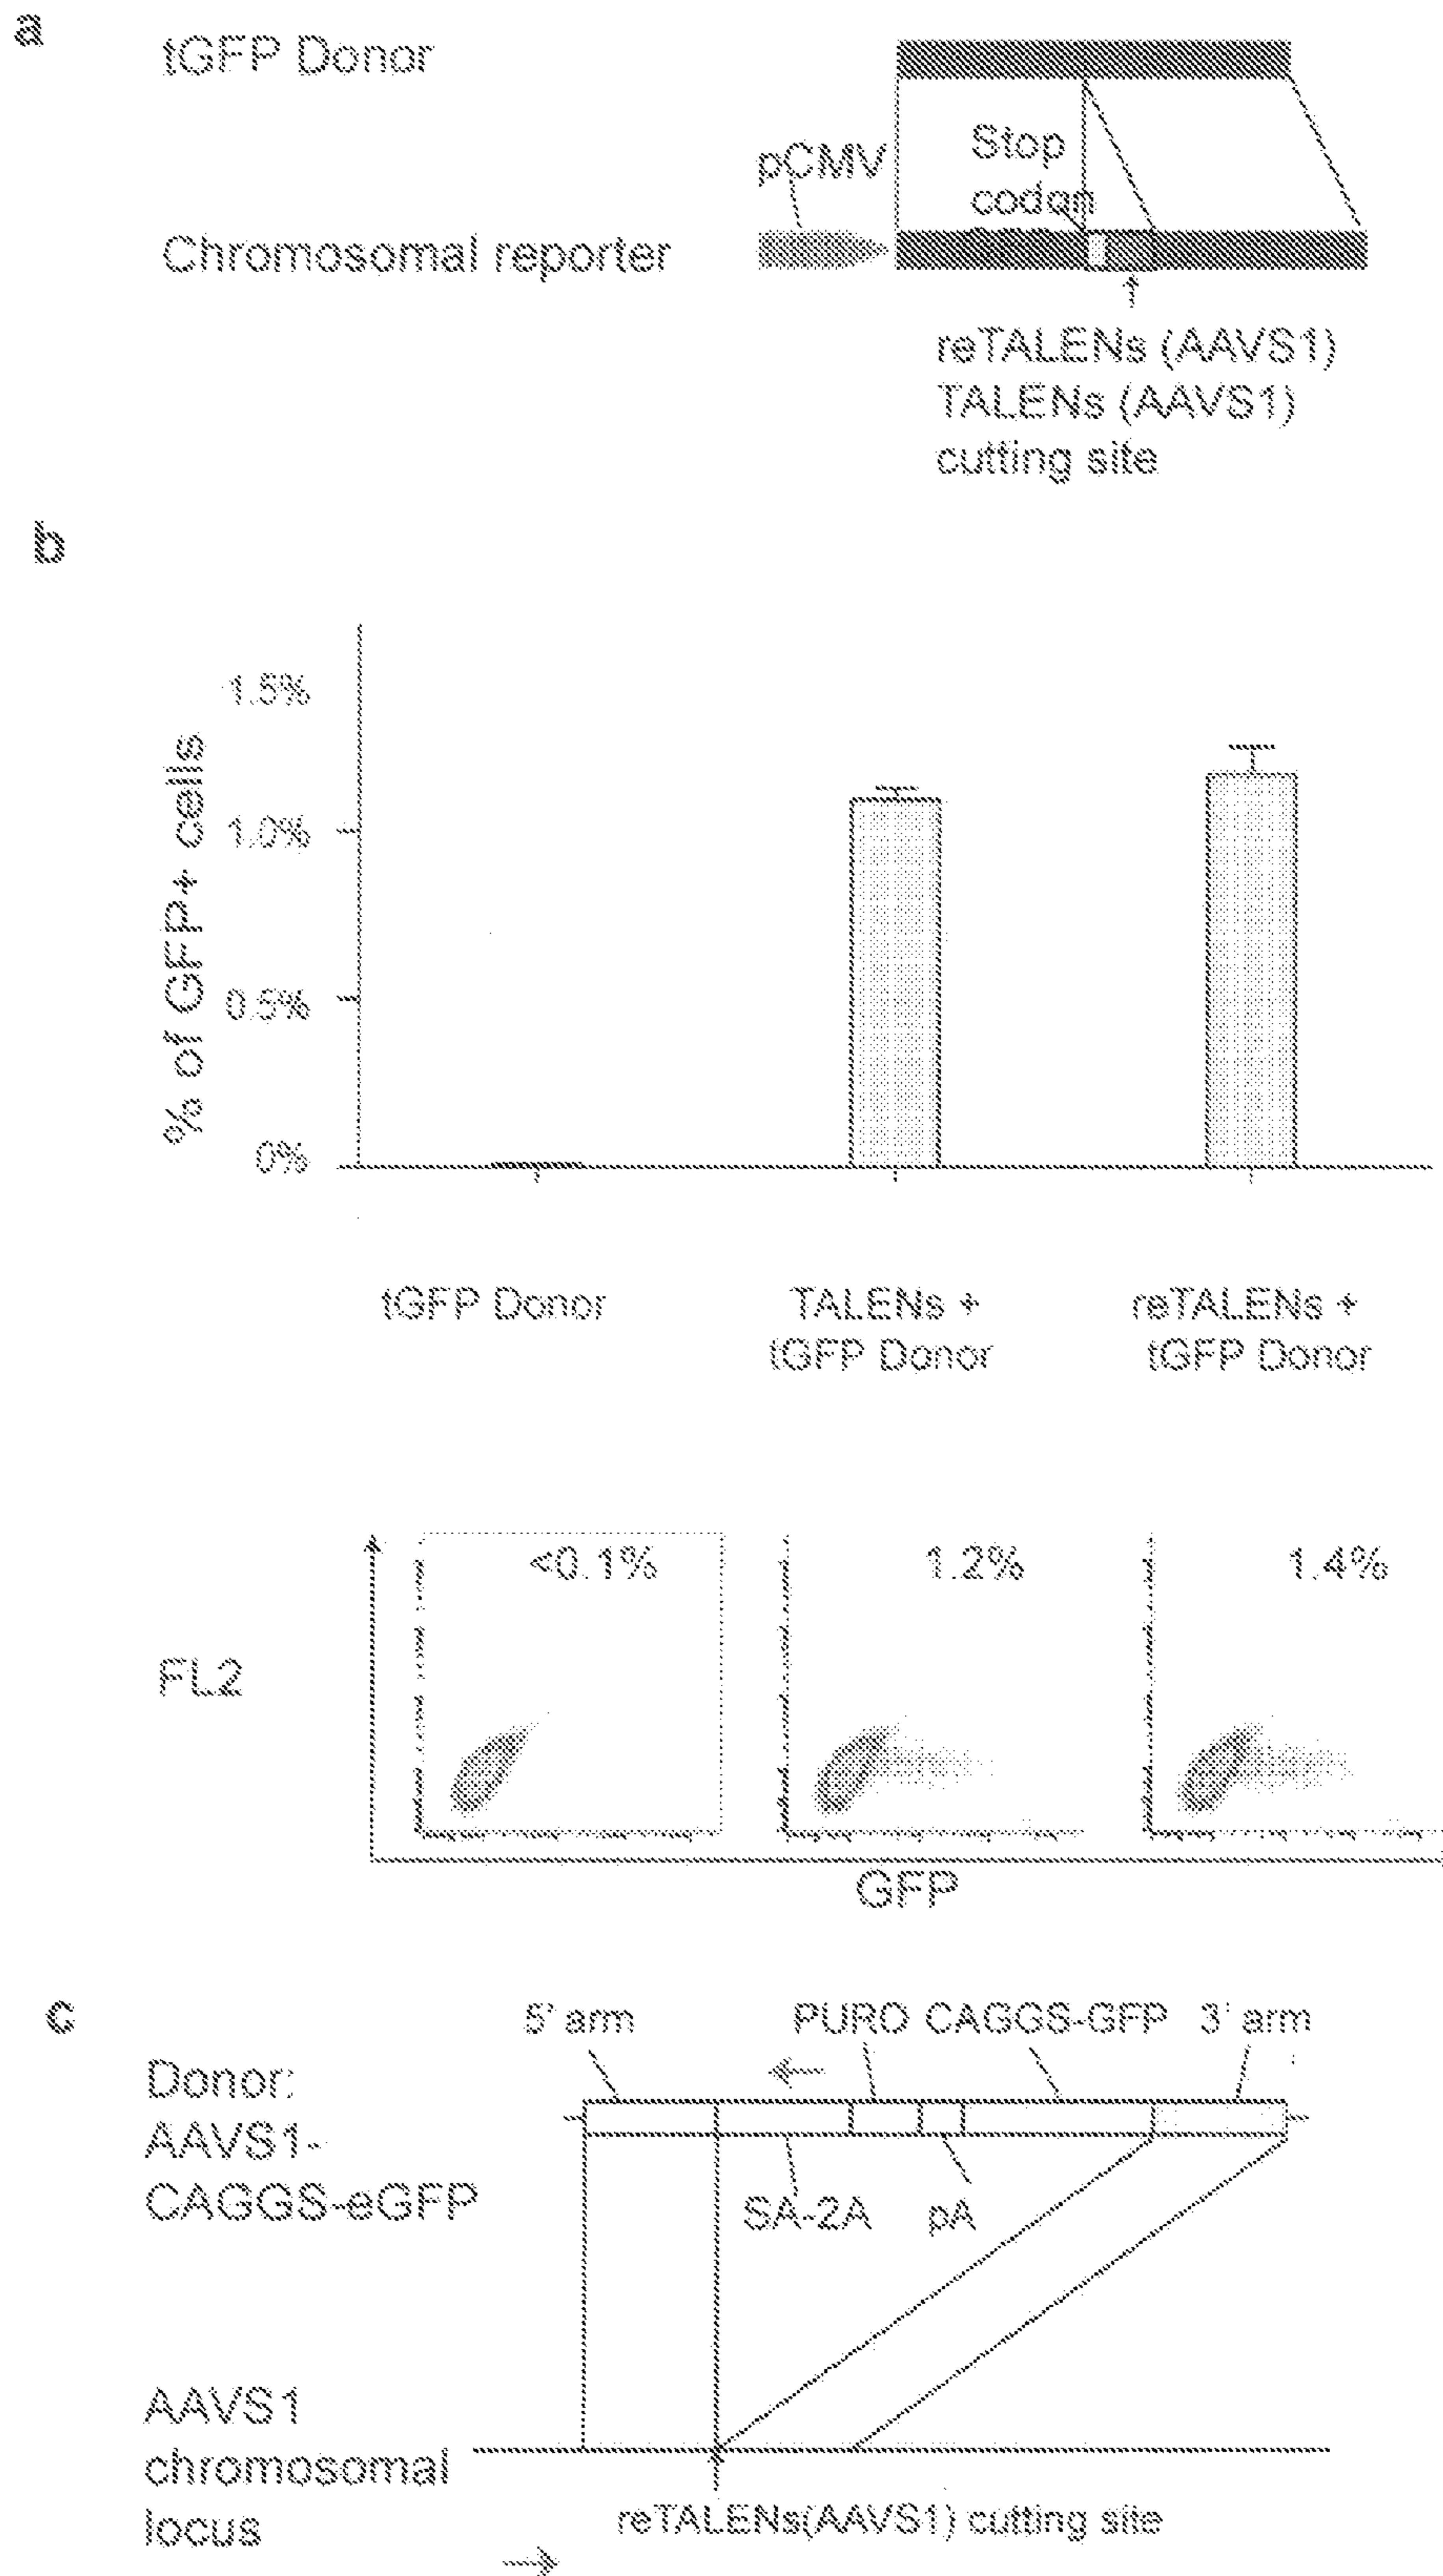 a
tGFP Donor
pCMV
Stop
codon
Chromosomal reporter
reTALENs (AAVS1)
TALENs (AAVS1)
cutting site
b
% of GFP+ cells
1.5%
1.0%
0.5%
0%
tGFP Donor
TALENs +
tGFP Donor
reTALENs +
tGFP Donor
<0.1%
1.2%
1.4%
FL2
GFP
c
5' arm
PURO
CAGGS-GFP
3' arm
Donor:
AAVS1-
CAGGS-eGFP
SA-2A
pA
AAVS1
chromosomal
locus
reTALENs(AAVS1) cutting site